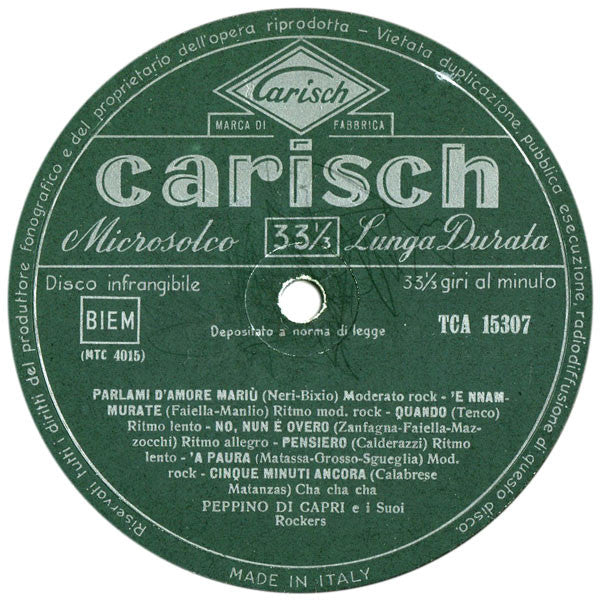 Riservati tutti i diritti del produttore fonografico e del proprietario dell'opera riprodotta - Vietata duplicazione, pubblica esecuzione, radiodiffusione di questo disco.
Carisch
MARCA DI FABBRICA
carisch
Microsolco 33⅓ Lunga Durata
Disco infrangibile 33⅓ giri al minuto
BIEM
Depositato a norma di legge
TCA 15307
(MTC 4015)
PARLAMI D'AMORE MARIÙ (Neri-Bixio) Moderato rock - 'E NNAM-
MURATE (Faiella-Manlio) Ritmo mod. rock - QUANDO (Tenco)
Ritmo lento - NO, NUN È OVERO (Zanfagna-Faiella-Maz-
zocchi) Ritmo allegro - PENSIERO (Calderazzi) Ritmo
lento - 'A PAURA (Matassa-Grosso-Sgueglia) Mod.
rock - CINQUE MINUTI ANCORA (Calabrese
Matanzas) Cha cha cha
PEPPINO DI CAPRI e i Suoi
Rockers
MADE IN ITALY